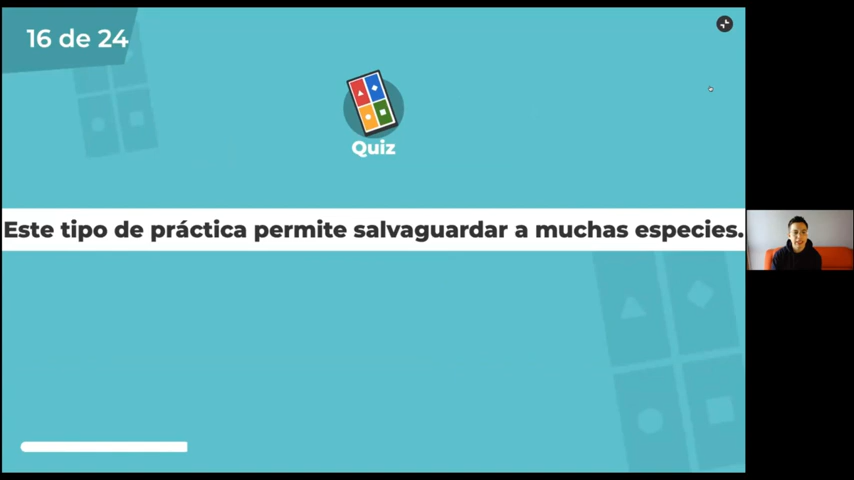 16 de 24
Quiz
Este tipo de práctica permite salvaguardar a muchas especies.